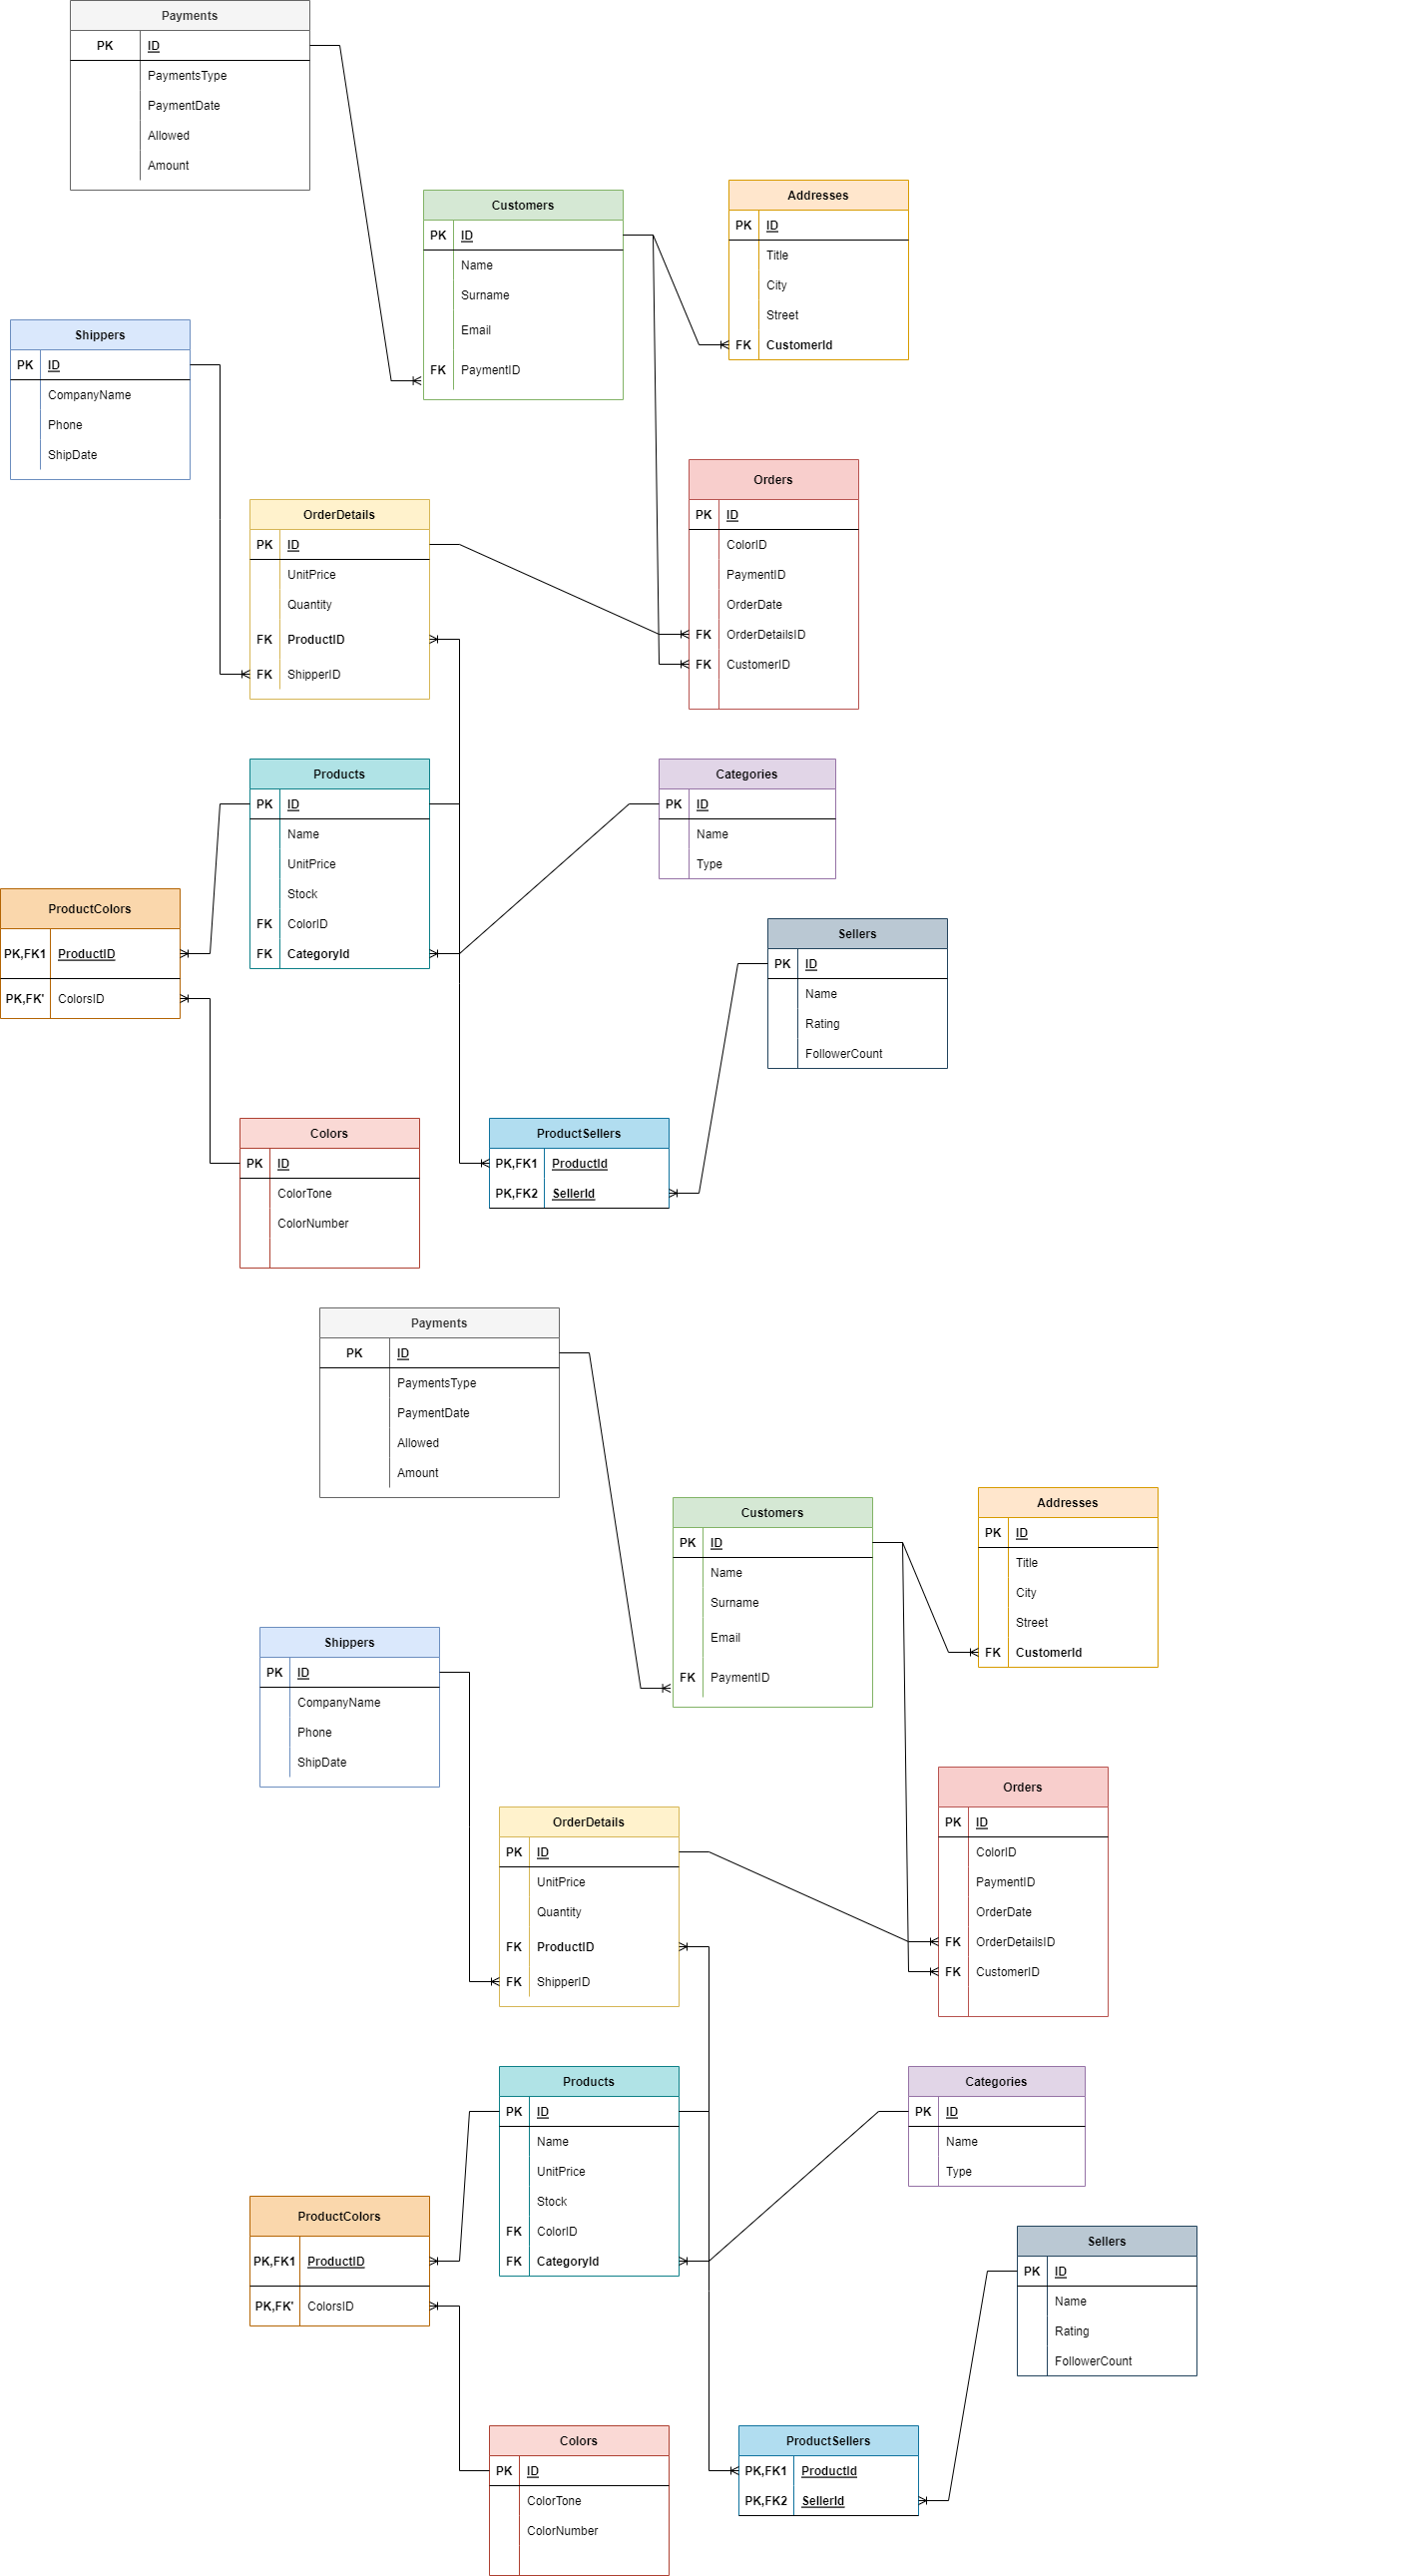 Payments
PK ID
PaymentsType
PaymentDate
Allowed
Amount
Customers
PK ID
Name
Surname
Email
FK PaymentID
Addresses
PK ID
Title
City
Street
FK CustomerId
Shippers
PK ID
CompanyName
Phone
ShipDate
Orders
PK ID
ColorID
PaymentID
OrderDate
FK OrderDetailsID
FK CustomerID
OrderDetails
PK ID
UnitPrice
Quantity
FK ProductID
FK ShipperID
Products
PK ID
Name
UnitPrice
Stock
FK ColorID
FK CategoryId
Categories
PK ID
Name
Type
ProductColors
PK,FK1 ProductID
PK,FK' ColorsID
Sellers
PK ID
Name
Rating
FollowerCount
Colors
PK ID
ColorTone
ColorNumber
ProductSellers
PK,FK1 ProductId
PK,FK2 SellerId
Payments
PK ID
PaymentsType
PaymentDate
Allowed
Amount
Customers
PK ID
Name
Surname
Email
FK PaymentID
Addresses
PK ID
Title
City
Street
FK CustomerId
Shippers
PK ID
CompanyName
Phone
ShipDate
Orders
PK ID
ColorID
PaymentID
OrderDate
FK OrderDetailsID
FK CustomerID
OrderDetails
PK ID
UnitPrice
Quantity
FK ProductID
FK ShipperID
Products
PK ID
Name
UnitPrice
Stock
FK ColorID
FK CategoryId
Categories
PK ID
Name
Type
ProductColors
PK,FK1 ProductID
PK,FK' ColorsID
Sellers
PK ID
Name
Rating
FollowerCount
Colors
PK ID
ColorTone
ColorNumber
ProductSellers
PK,FK1 ProductId
PK,FK2 SellerId